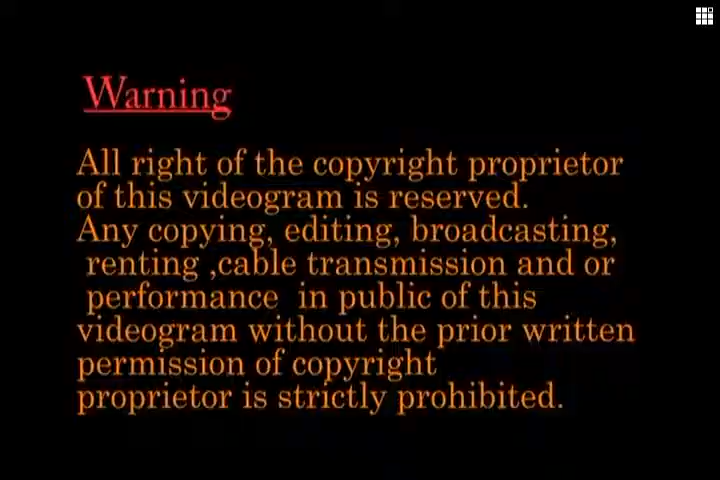 Warning
All right of the copyright proprietor
of this videogram is reserved.
Any copying, editing, broadcasting,
renting ,cable transmission and or
performance in public of this
videogram without the prior written
permission of copyright
proprietor is strictly prohibited.